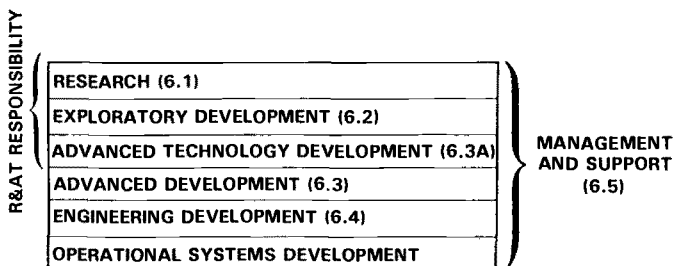 R&AT RESPONSIBILITY
RESEARCH (6.1)
EXPLORATORY DEVELOPMENT (6.2)
ADVANCED TECHNOLOGY DEVELOPMENT (6.3A)
ADVANCED DEVELOPMENT (6.3)
ENGINEERING DEVELOPMENT (6.4)
OPERATIONAL SYSTEMS DEVELOPMENT
MANAGEMENT
AND SUPPORT
(6.5)